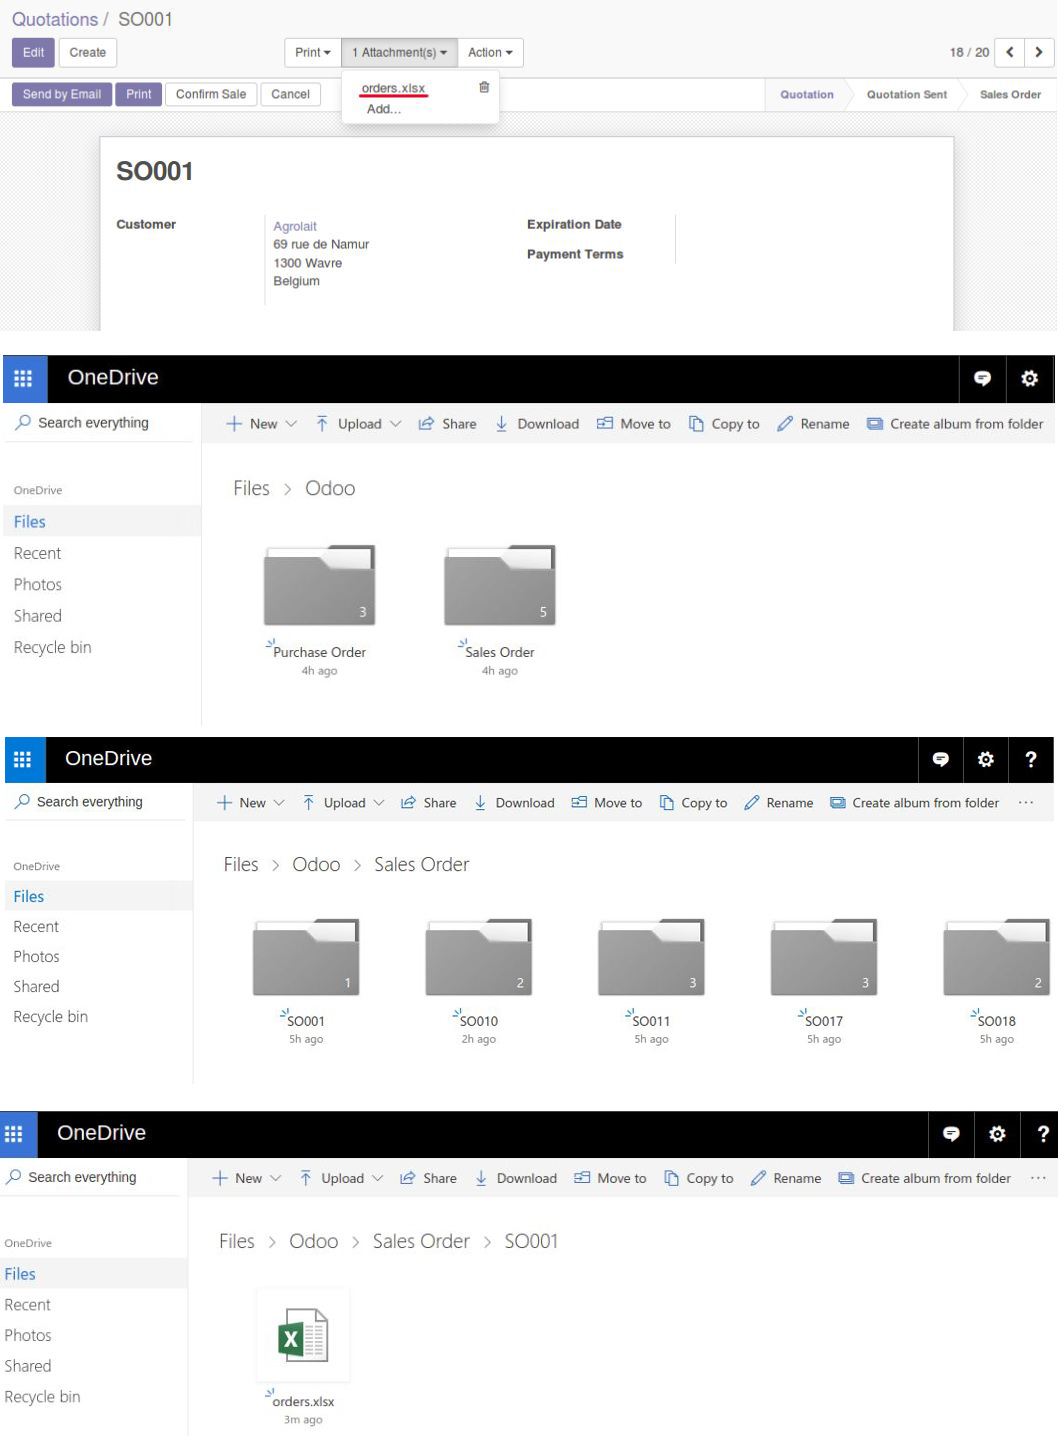 Quotations / SO001
Edit Create Print 1 Attachment(s) Action 18 / 20
orders.xlsx
Add...
Send by Email Print Confirm Sale Cancel Quotation Quotation Sent Sales Order
SO001
Customer Agrolait Expiration Date
69 rue de Namur
1300 Wavre Payment Terms
Belgium
OneDrive
Search everything New Upload Share Download Move to Copy to Rename Create album from folder
OneDrive
Files
Recent
Photos
Shared
Recycle bin
Files > Odoo
3 5
Purchase Order Sales Order
4h ago 4h ago
OneDrive ?
Search everything New Upload Share Download Move to Copy to Rename Create album from folder ...
OneDrive
Files
Recent
Photos
Shared
Recycle bin
Files > Odoo > Sales Order
1 2 3 3 2
SO001 SO010 SO011 SO017 SO018
5h ago 2h ago 5h ago 5h ago 5h ago
OneDrive ?
Search everything New Upload Share Download Move to Copy to Rename Create album from folder ...
OneDrive
Files
Recent
Photos
Shared
Recycle bin
Files > Odoo > Sales Order > SO001
X
orders.xlsx
3m ago